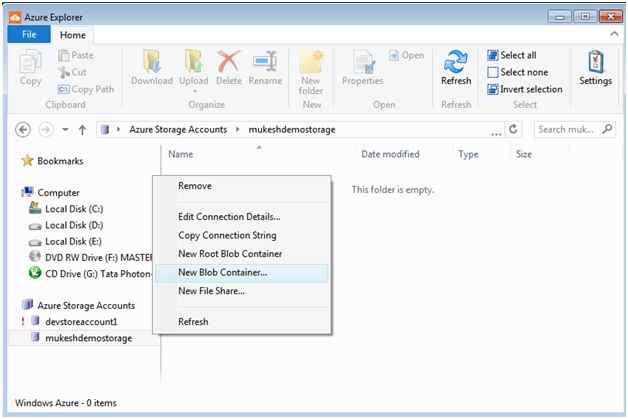 Azure Explorer
File Home
Copy
Paste
Cut
Copy Path
Clipboard
Download
Upload
Delete
Rename
Organize
New folder
New
Properties
Open
Open
Refresh
Refresh
Select all
Select none
Invert selection
Select
Settings
Azure Storage Accounts mukeshdemostorage ... Search muk...
Name Date modified Type Size
This folder is empty.
Bookmarks
Computer
Local Disk (C:)
Local Disk (D:)
Local Disk (E:)
DVD RW Drive (F:) MASTER
CD Drive (G:) Tata Photon+
Azure Storage Accounts
! devstoreaccount1
mukeshdemostorage
Remove
Edit Connection Details...
Copy Connection String
New Root Blob Container
New Blob Container...
New File Share...
Refresh
Windows Azure - 0 items